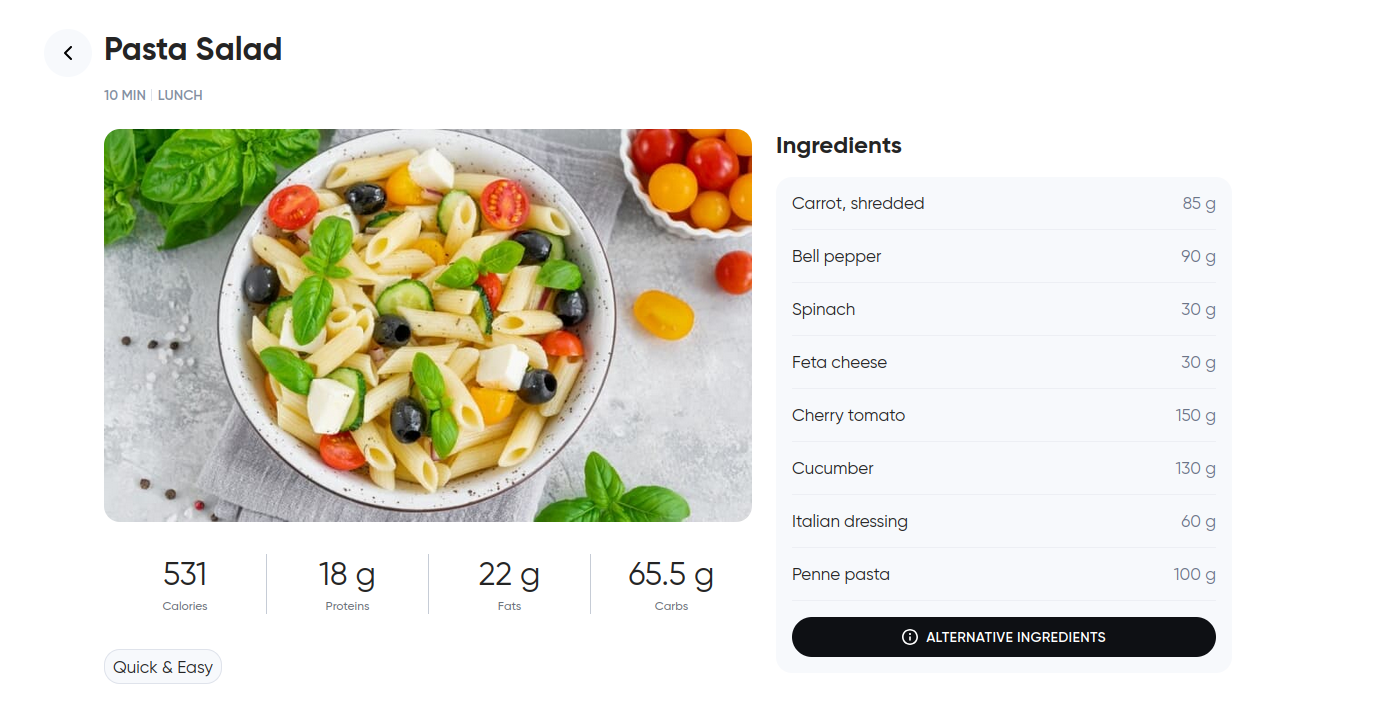 Pasta Salad
10 MIN | LUNCH
Ingredients
Carrot, shredded 85 g
Bell pepper 90 g
Spinach 30 g
Feta cheese 30 g
Cherry tomato 150 g
Cucumber 130 g
Italian dressing 60 g
Penne pasta 100 g
ALTERNATIVE INGREDIENTS
531 18 g 22 g 65.5 g
Calories Proteins Fats Carbs
Quick & Easy